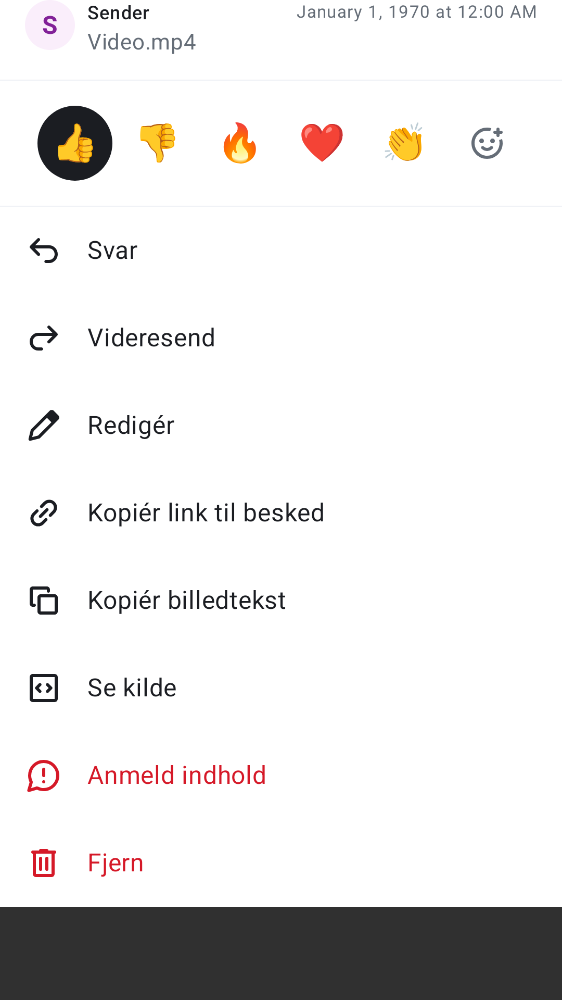 S
Sender
January 1, 1970 at 12:00 AM
Video.mp4
Svar
Videresend
Redigér
Kopiér link til besked
Kopiér billedtekst
Se kilde
Anmeld indhold
Fjern